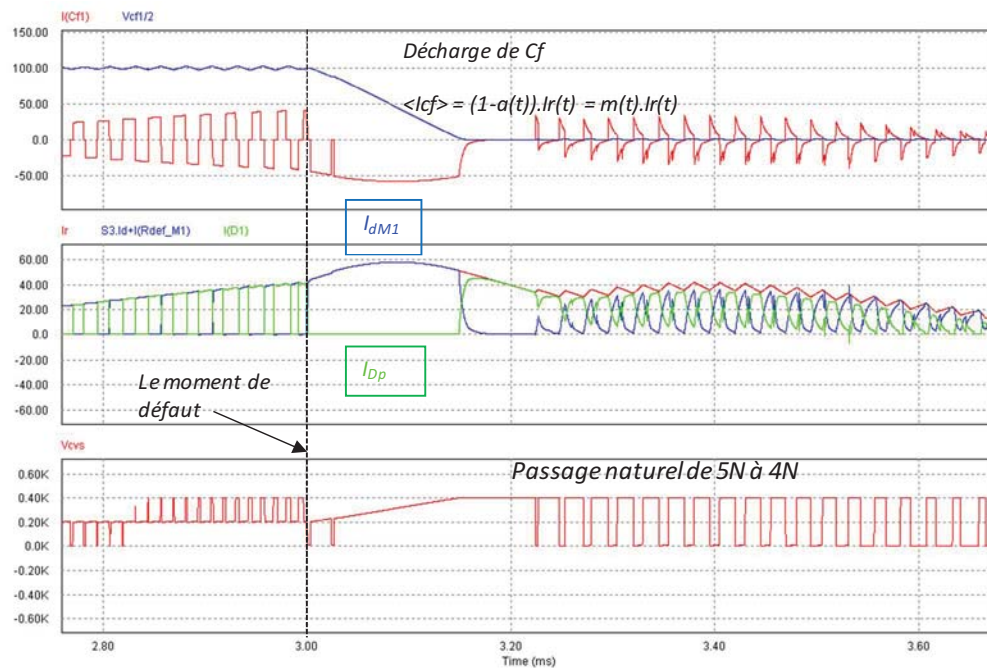 I(Cf1) Vcf1/2
150.00
100.00
50.00
0.0
-50.00
Décharge de Cf
<Icf> = (1-a(t)).Ir(t) = m(t).Ir(t)
Ir S3.Id+I(Rdef_M1) I(D1)
60.00
40.00
20.00
0.0
-20.00
-40.00
-60.00
IdM1
IDp
Le moment de
défaut
Vcvs
0.60K
0.40K
0.20K
0.0K
-0.20K
-0.40K
-0.60K
Passage naturel de 5N à 4N
2.80 3.00 3.20 3.40 3.60
Time (ms)